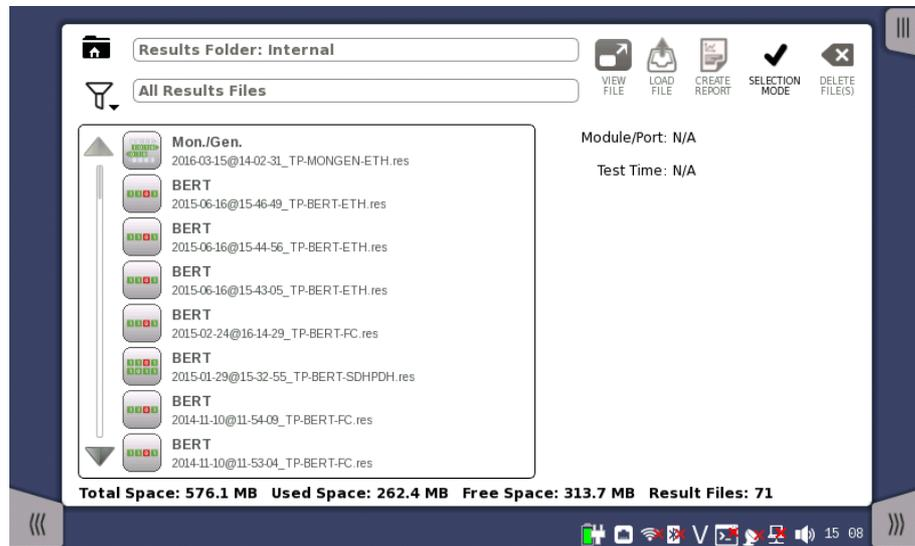 Results Folder: Internal
All Results Files
VIEW FILE
LOAD FILE
CREATE REPORT
SELECTION MODE
DELETE FILE(S)
Mon./Gen.
2016-03-15@14-02-31_TP-MONGEN-ETH.res
BERT
2015-06-16@15-46-49_TP-BERT-ETH.res
BERT
2015-06-16@15-44-56_TP-BERT-ETH.res
BERT
2015-06-16@15-43-05_TP-BERT-ETH.res
BERT
2015-02-24@16-14-29_TP-BERT-FC.res
BERT
2015-01-29@15-32-55_TP-BERT-SDHPDH.res
BERT
2014-11-10@11-54-09_TP-BERT-FC.res
BERT
2014-11-10@11-53-04_TP-BERT-FC.res
Module/Port: N/A
Test Time: N/A
Total Space: 576.1 MB Used Space: 262.4 MB Free Space: 313.7 MB Result Files: 71
V
15 08